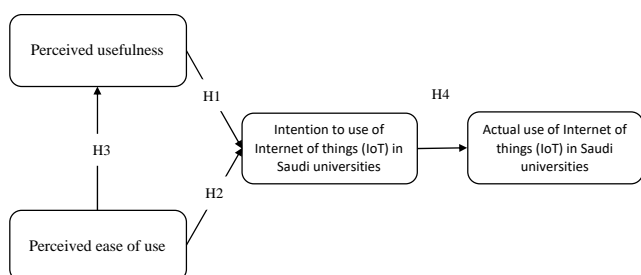 Perceived usefulness
H1
H4
Intention to use of
Internet of things (IoT) in
Saudi universities
Actual use of Internet of
things (IoT) in Saudi
universities
H3
H2
Perceived ease of use